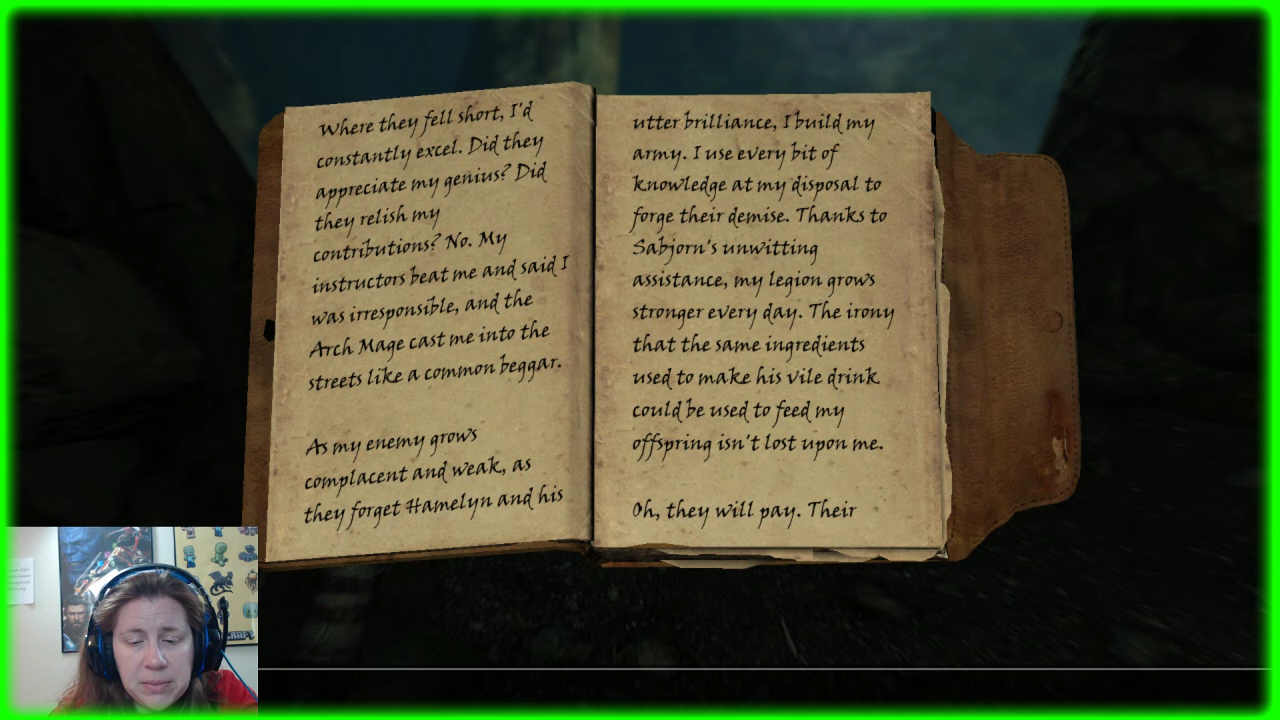 Where they fell short, I'd
constantly excel. Did they
appreciate my genius? Did
they relish my
contributions? No. My
instructors beat me and said I
was irresponsible, and the
Arch Mage cast me into the
streets like a common beggar.
As my enemy grows
complacent and weak, as
they forget Hamelyn and his
utter brilliance, I build my
army. I use every bit of
knowledge at my disposal to
forge their demise. Thanks to
Sabjorn's unwitting
assistance, my legion grows
stronger every day. The irony
that the same ingredients
used to make his vile drink
could be used to feed my
offspring isn't lost upon me.
Oh, they will pay. Their